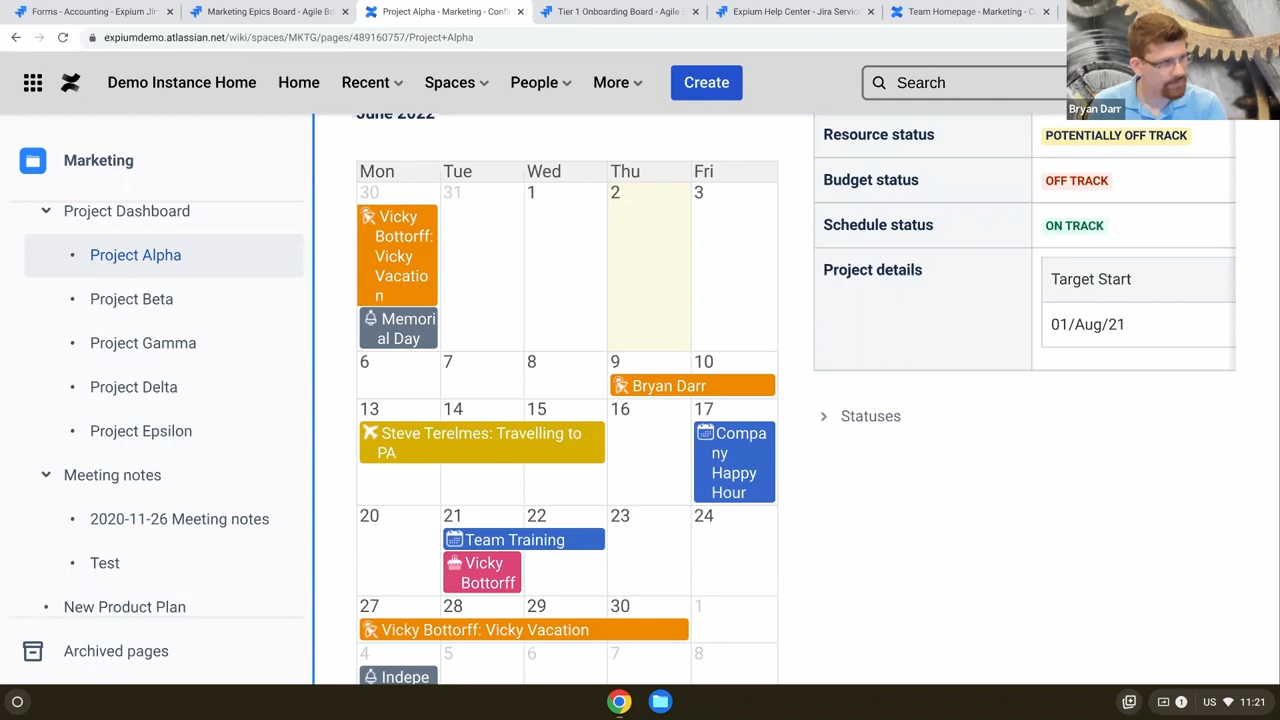 Forms - Accounting - Expium Jir
Marketing Epics Board - Agile Bo
Project Alpha - Marketing - Confl
Tier 1 Onboarding Board - Agile
Expium Help Center - Jira Servic
Team Homepage - Marketing - C
expiumdemo.atlassian.net/wiki/spaces/MKTG/pages/489160757/Project+Alpha
Demo Instance Home
Home
Recent
Spaces
People
More
Create
Search
Bryan Darr
Marketing
Project Dashboard
Project Alpha
Project Beta
Project Gamma
Project Delta
Project Epsilon
Meeting notes
2020-11-26 Meeting notes
Test
New Product Plan
Archived pages
June 2022
Mon Tue Wed Thu Fri
30 31 1 2 3
Vicky
Bottorff:
Vicky
Vacatio
n
Memori
al Day
6 7 8 9 10
Bryan Darr
13 14 15 16 17
Steve Terelmes: Travelling to
PA
Compa
ny
Happy
Hour
20 21 22 23 24
Team Training
Vicky
Bottorff
27 28 29 30 1
Vicky Bottorff: Vicky Vacation
4 5 6 7 8
Indepe
Resource status POTENTIALLY OFF TRACK
Budget status OFF TRACK
Schedule status ON TRACK
Project details
Target Start
01/Aug/21
Statuses
1 US 11:21